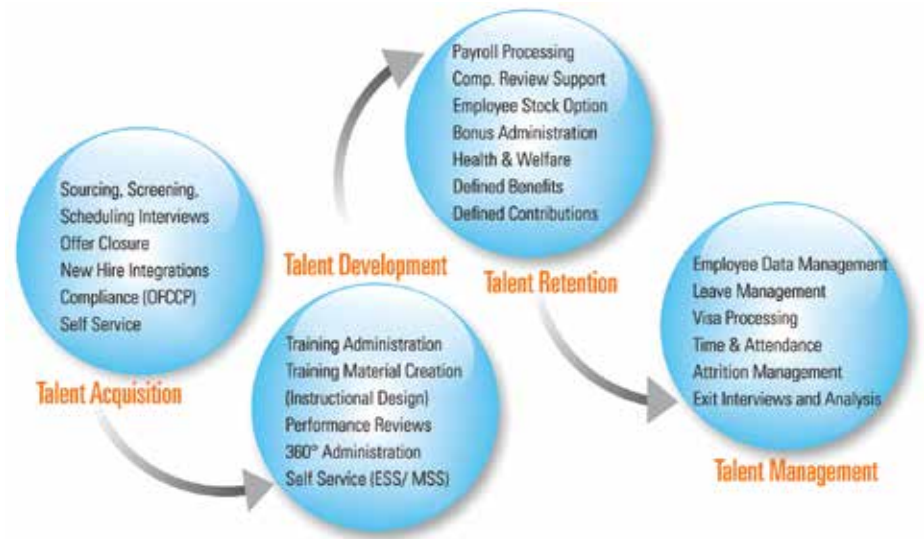 Sourcing, Screening,
Scheduling Interviews
Offer Closure
New Hire Integrations
Compliance (OFCCP)
Self Service
Talent Acquisition
Talent Development
Training Administration
Training Material Creation
(Instructional Design)
Performance Reviews
360° Administration
Self Service (ESS/ MSS)
Payroll Processing
Comp. Review Support
Employee Stock Option
Bonus Administration
Health & Welfare
Defined Benefits
Defined Contributions
Talent Retention
Employee Data Management
Leave Management
Visa Processing
Time & Attendance
Attrition Management
Exit Interviews and Analysis
Talent Management